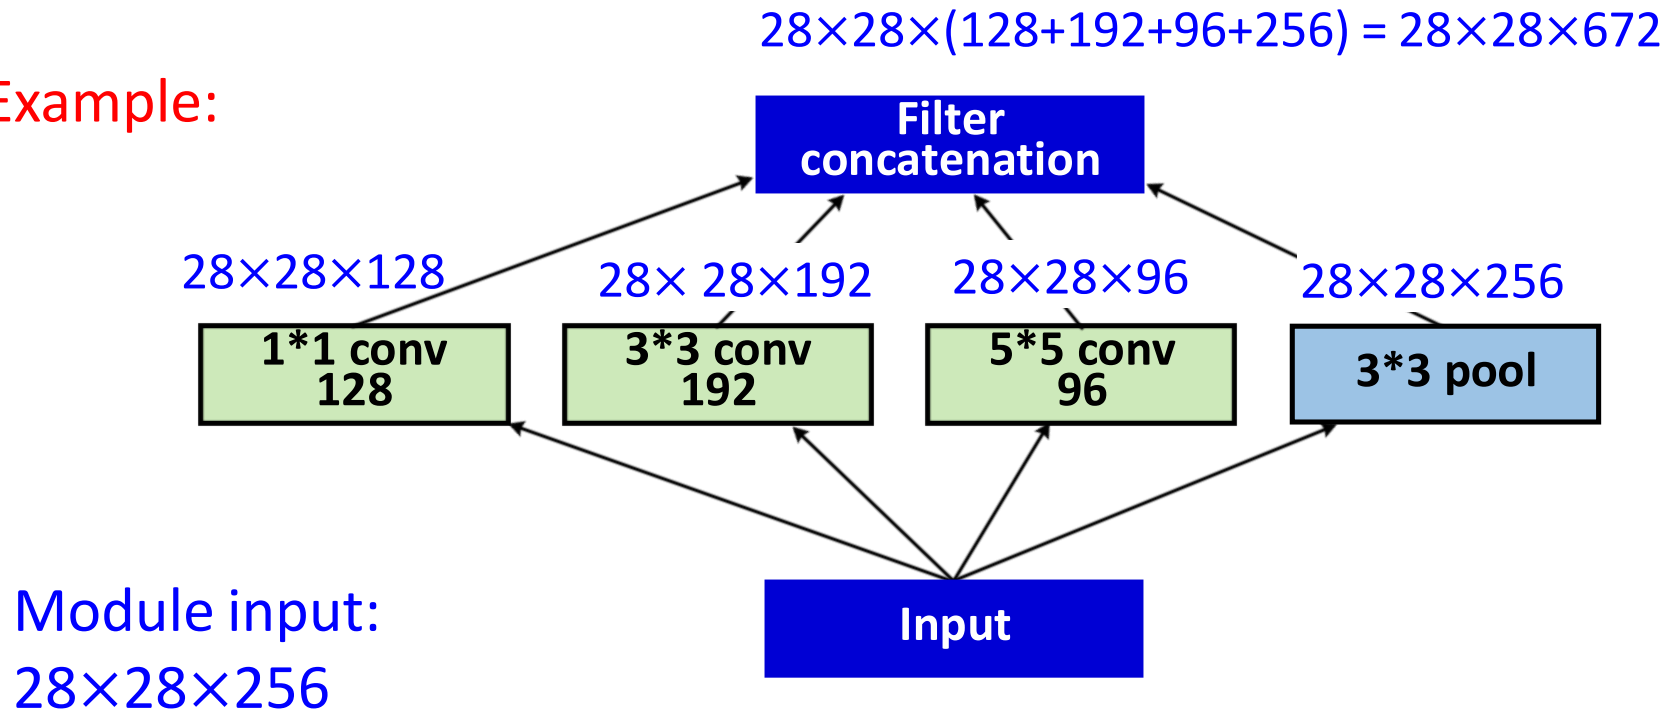 28×28×(128+192+96+256) = 28×28×672
Example:
Filter
concatenation
28×28×128
28× 28×192
28×28×96
28×28×256
1*1 conv
128
3*3 conv
192
5*5 conv
96
3*3 pool
Input
Module input:
28×28×256